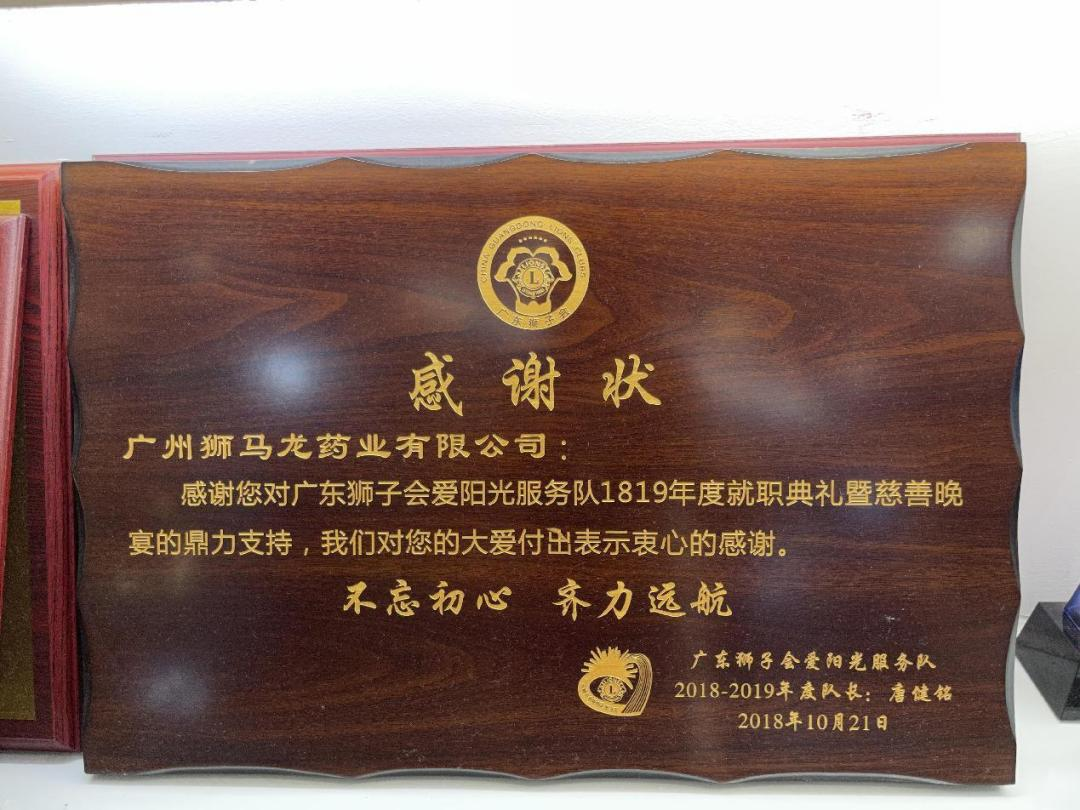 CHINA GUANGDONG LIONS CLUBS
LIONS
L
广东狮子会
感谢状
广州狮马龙药业有限公司：
感谢您对广东狮子会爱阳光服务队1819年度就职典礼暨慈善晚
宴的鼎力支持，我们对您的大爱付出表示衷心的感谢。
不忘初心 齐力远航
L
广东狮子会爱阳光服务队
2018-2019年度队长：唐健铭
2018年10月21日